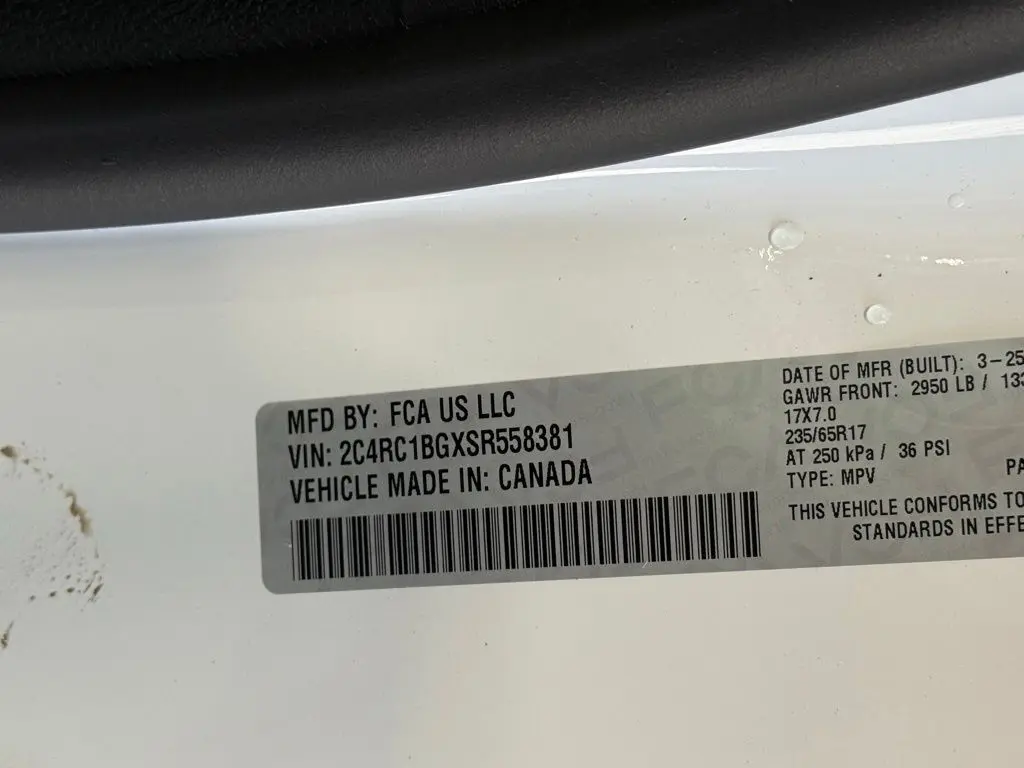 MFD BY: FCA US LLC
VIN: 2C4RC1BGXSR558381
VEHICLE MADE IN: CANADA
DATE OF MFR (BUILT): 3-25
GAWR FRONT: 2950 LB / 133
17X7.0
235/65R17
AT 250 kPa / 36 PSI
TYPE: MPV
PA
THIS VEHICLE CONFORMS TO
STANDARDS IN EFFE